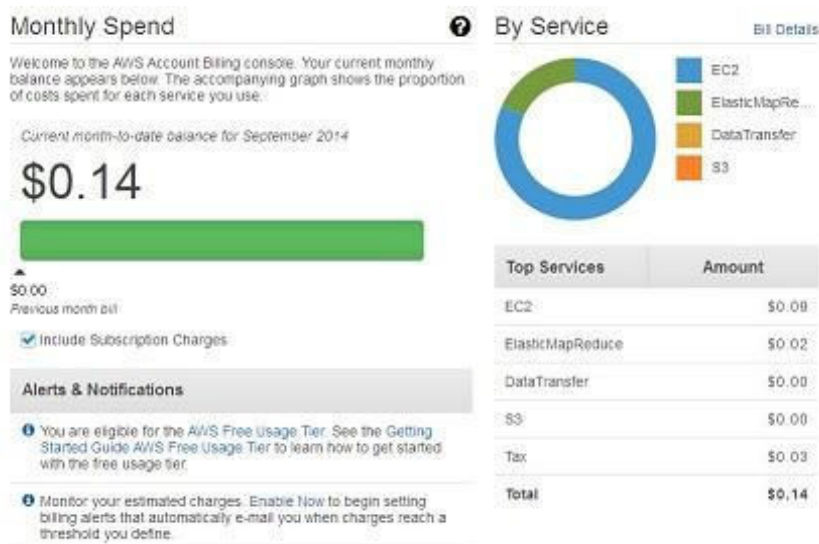 Monthly Spend
Welcome to the AWS Account Billing console. Your current monthly
balance appears below. The accompanying graph shows the proportion
of costs spent for each service you use.
Current month-to-date balance for September 2014
$0.14
$0.00
Previous month bill
Include Subscription Charges
Alerts & Notifications
You are eligible for the AWS Free Usage Tier. See the Getting
Started Guide AWS Free Usage Tier to learn how to get started
with the free usage tier.
Monitor your estimated charges. Enable Now to begin setting
billing alerts that automatically e-mail you when charges reach a
threshold you define.
By Service
Bill Details
EC2
ElasticMapRe...
DataTransfer
S3
Top Services Amount
EC2 $0.09
ElasticMapReduce $0.02
DataTransfer $0.00
S3 $0.00
Tax $0.03
Total $0.14